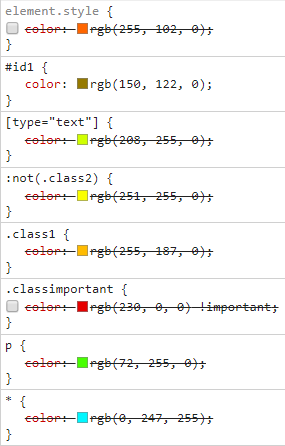 element.style {
color: rgb(255, 102, 0);
}
#id1 {
color: rgb(150, 122, 0);
}
[type="text"] {
color: rgb(208, 255, 0);
}
:not(.class2) {
color: rgb(251, 255, 0);
}
.class1 {
color: rgb(255, 187, 0);
}
.classimportant {
color: rgb(230, 0, 0) !important;
}
p {
color: rgb(72, 255, 0);
}
* {
color: rgb(0, 247, 255);
}